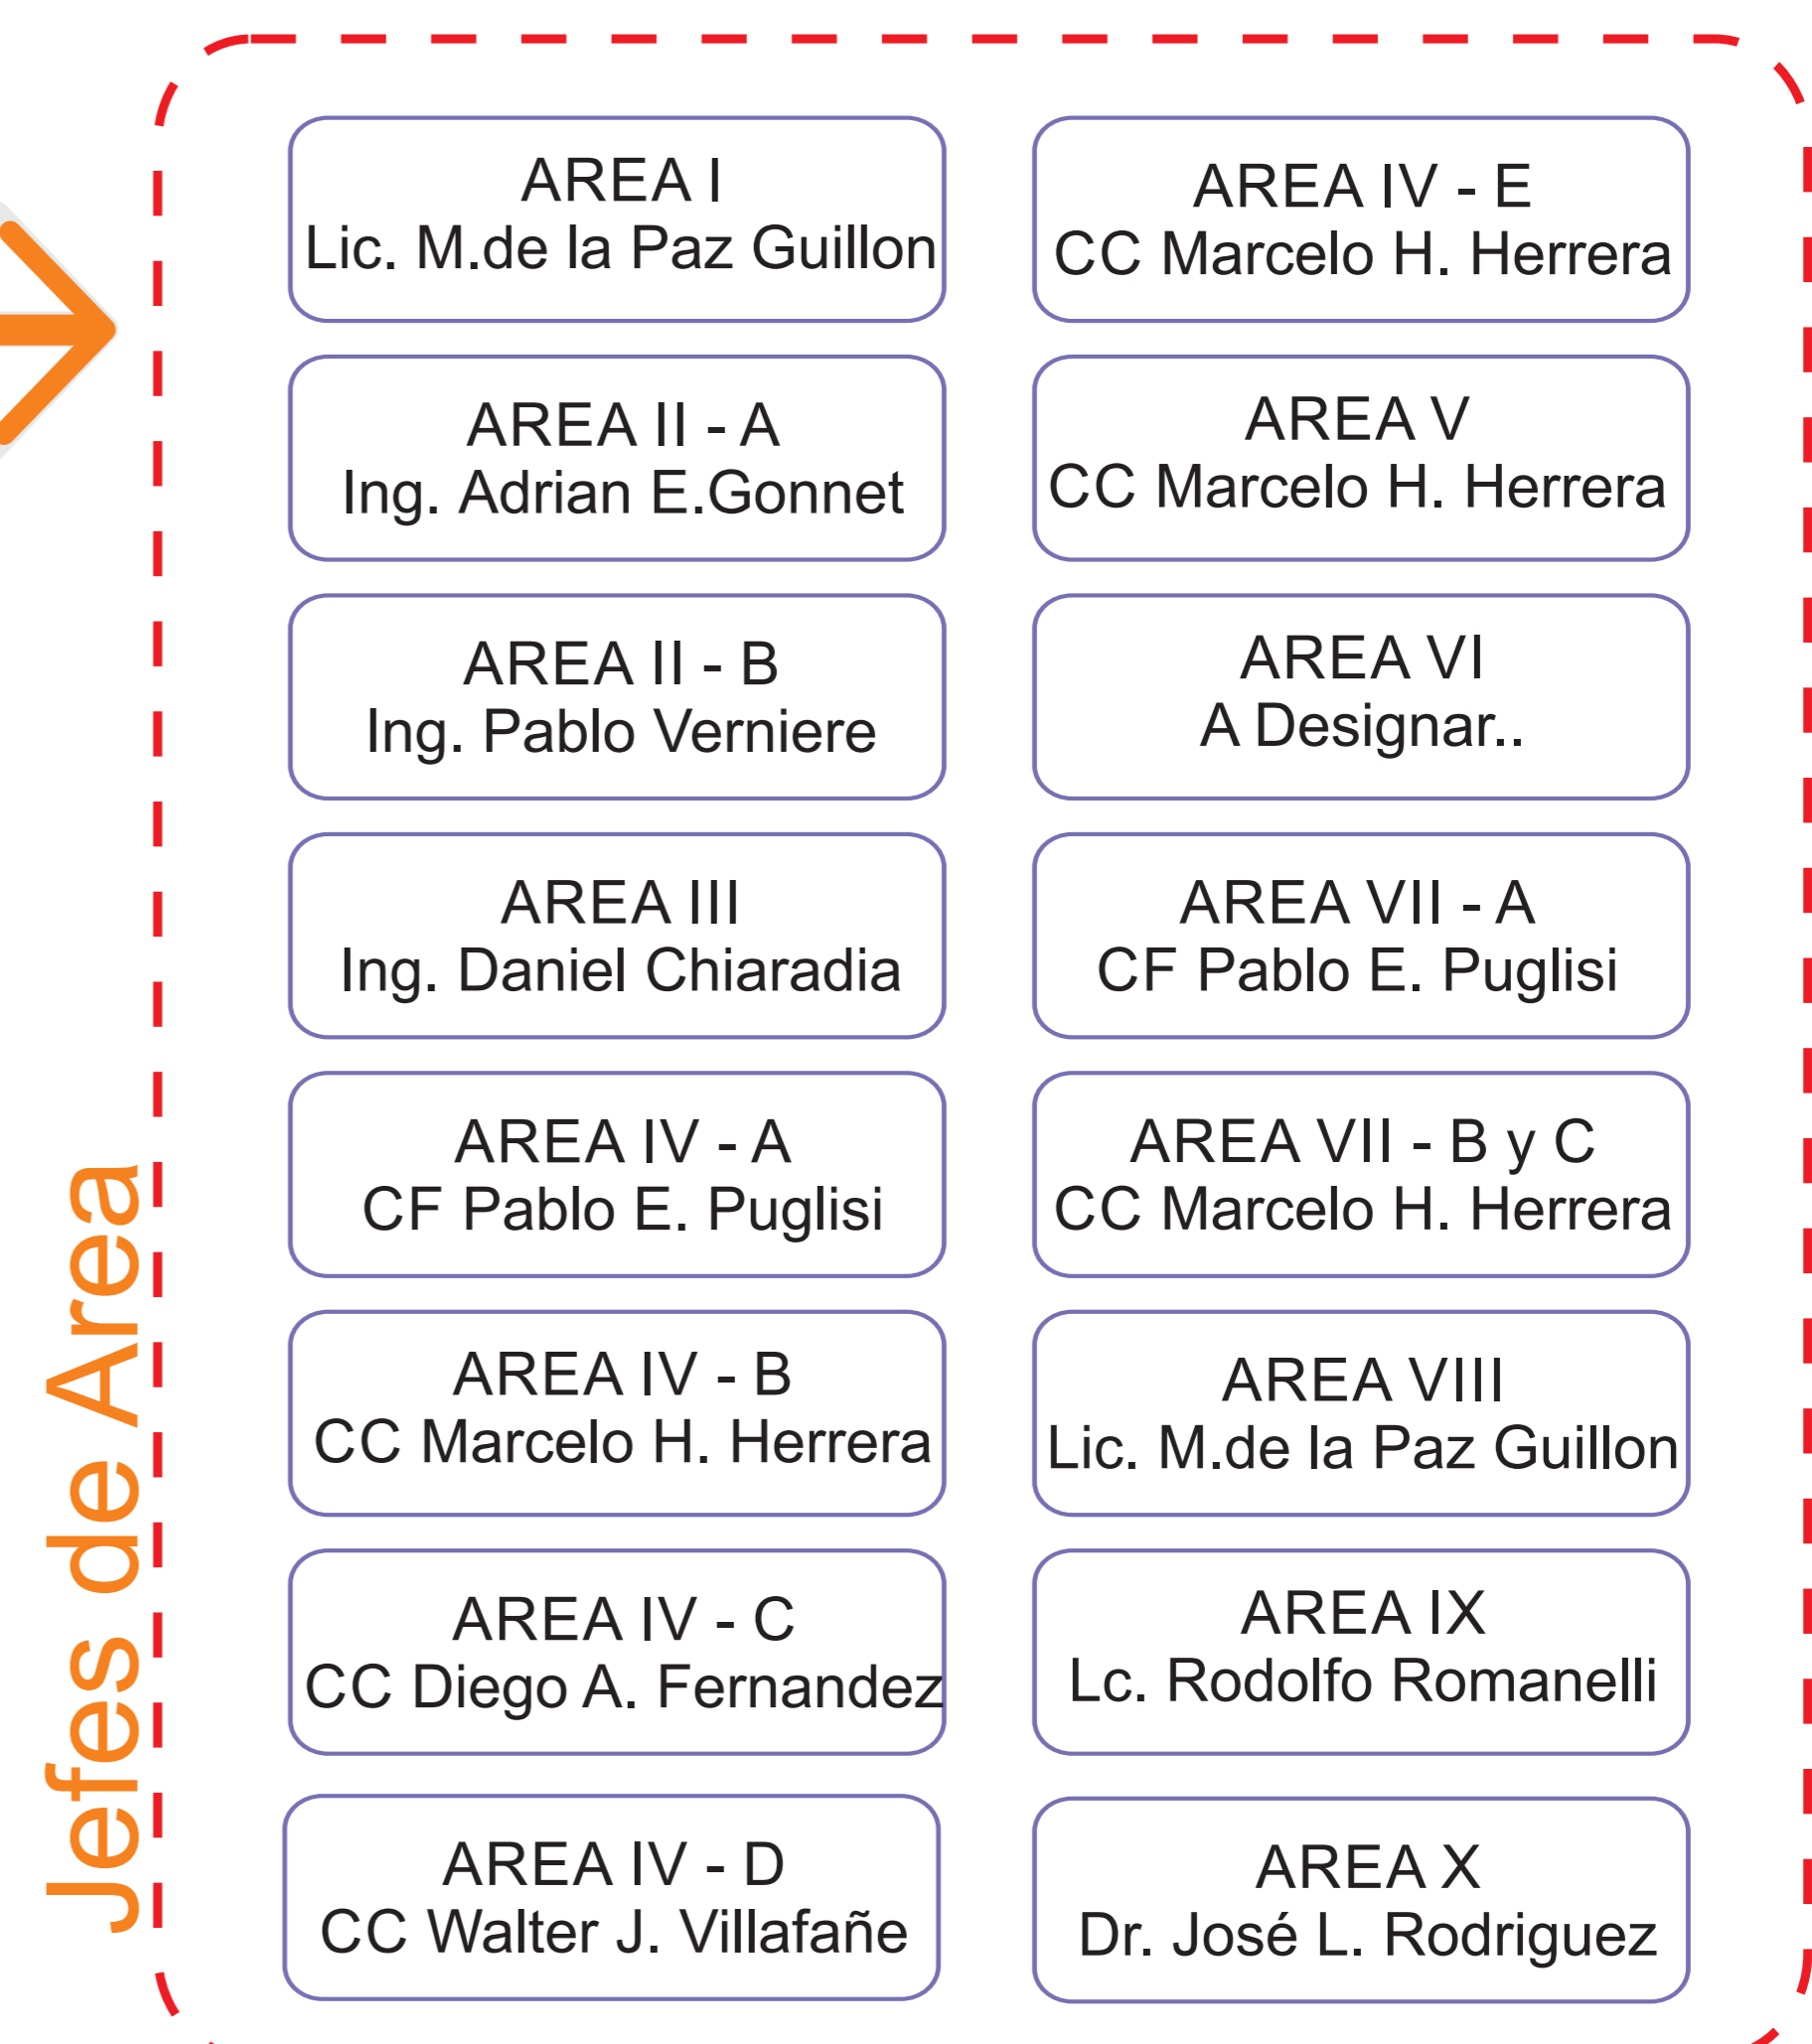 Jefes de Area
AREA I
Lic. M.de la Paz Guillon
AREA II - A
Ing. Adrian E.Gonnet
AREA II - B
Ing. Pablo Verniere
AREA III
Ing. Daniel Chiaradia
AREA IV - A
CF Pablo E. Puglisi
AREA IV - B
CC Marcelo H. Herrera
AREA IV - C
CC Diego A. Fernandez
AREA IV - D
CC Walter J. Villafañe
AREA IV - E
CC Marcelo H. Herrera
AREA V
CC Marcelo H. Herrera
AREA VI
A Designar..
AREA VII - A
CF Pablo E. Puglisi
AREA VII - B y C
CC Marcelo H. Herrera
AREA VIII
Lic. M.de la Paz Guillon
AREA IX
Lc. Rodolfo Romanelli
AREA X
Dr. José L. Rodriguez